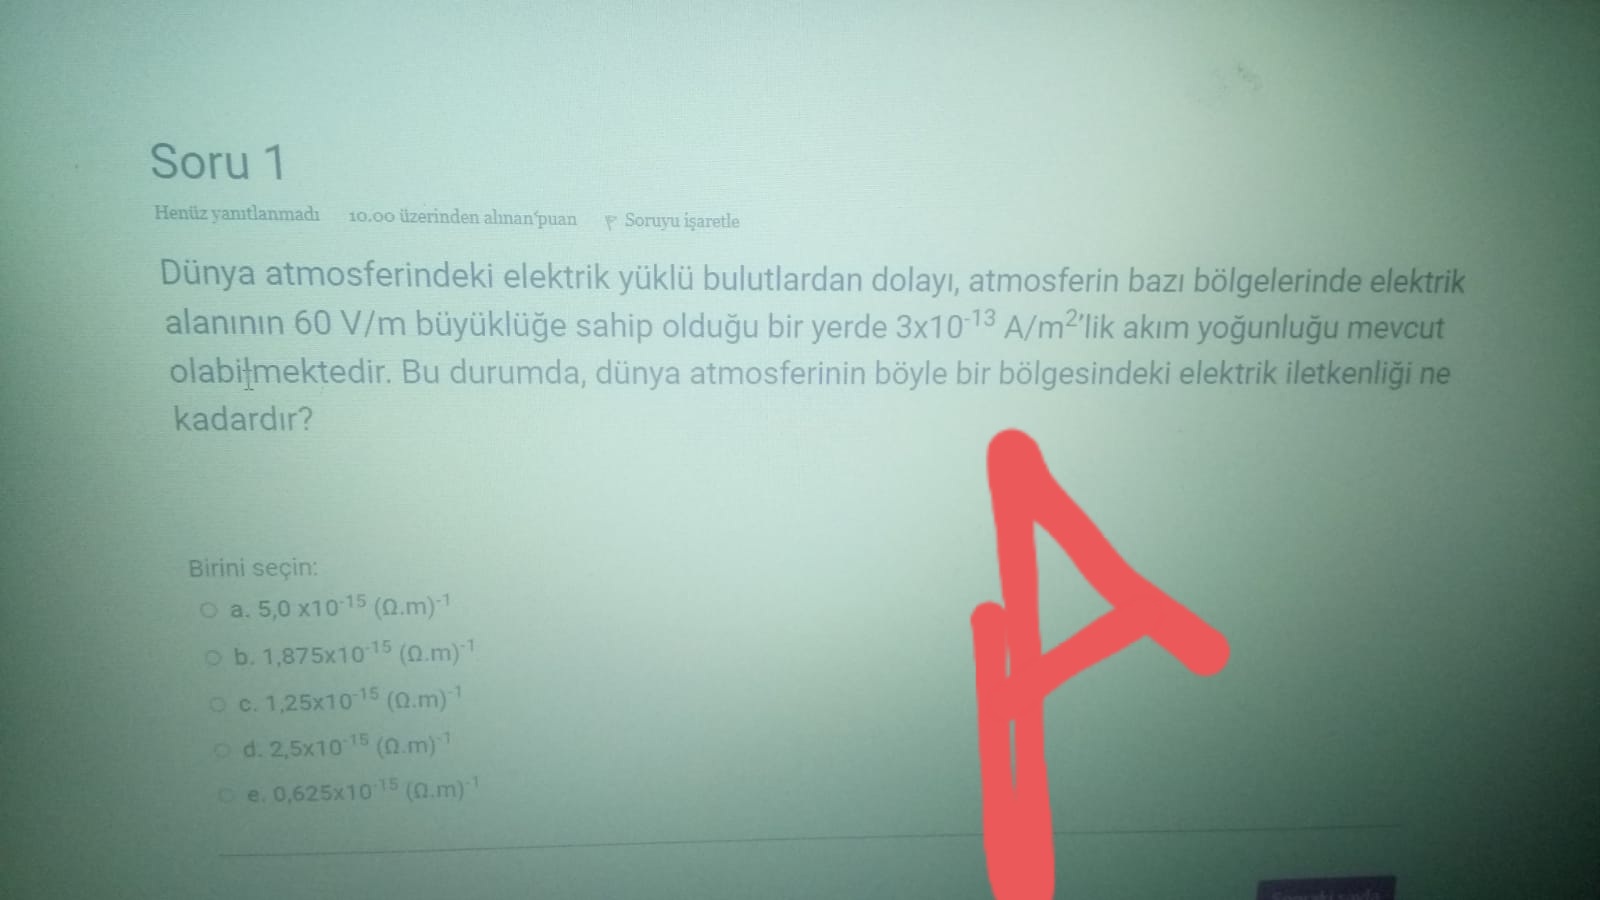 Soru 1
Henüz yanıtlanmadı 10.00 üzerinden alınan puan Soruyu işaretle
Dünya atmosferindeki elektrik yüklü bulutlardan dolayı, atmosferin bazı bölgelerinde elektrik
alanının 60 V/m büyüklüğe sahip olduğu bir yerde 3x10⁻¹³ A/m²'lik akım yoğunluğu mevcut
olabilmektedir. Bu durumda, dünya atmosferinin böyle bir bölgesindeki elektrik iletkenliği ne
kadardır?
A
Birini seçin:
a. 5,0 x10⁻¹⁵ (Ω.m)⁻¹
b. 1,875x10⁻¹⁵ (Ω.m)⁻¹
c. 1,25x10⁻¹⁵ (Ω.m)⁻¹
d. 2,5x10⁻¹⁵ (Ω.m)⁻¹
e. 0,625x10⁻¹⁵ (Ω.m)⁻¹